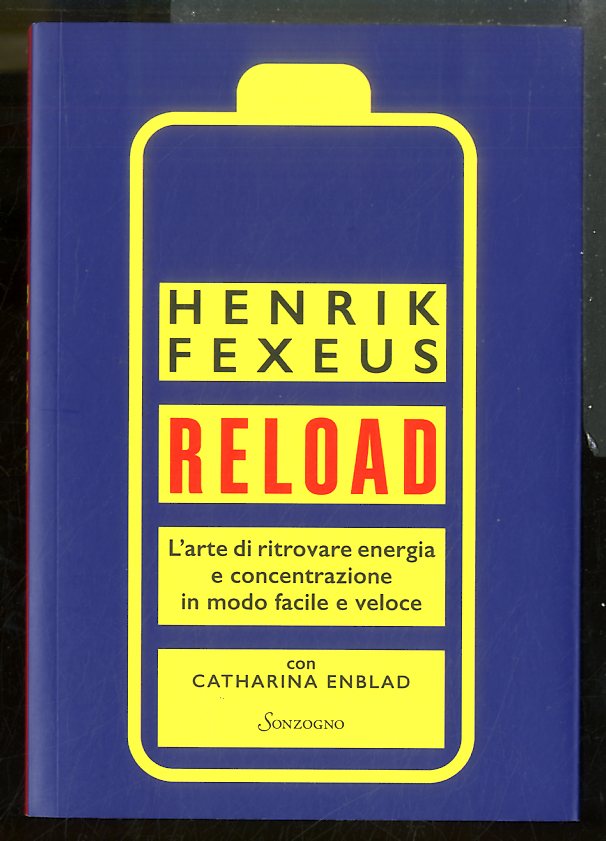 HENRIK
FEXEUS
RELOAD
L'arte di ritrovare energia
e concentrazione
in modo facile e veloce
con
CATHARINA ENBLAD
SONZOGNO